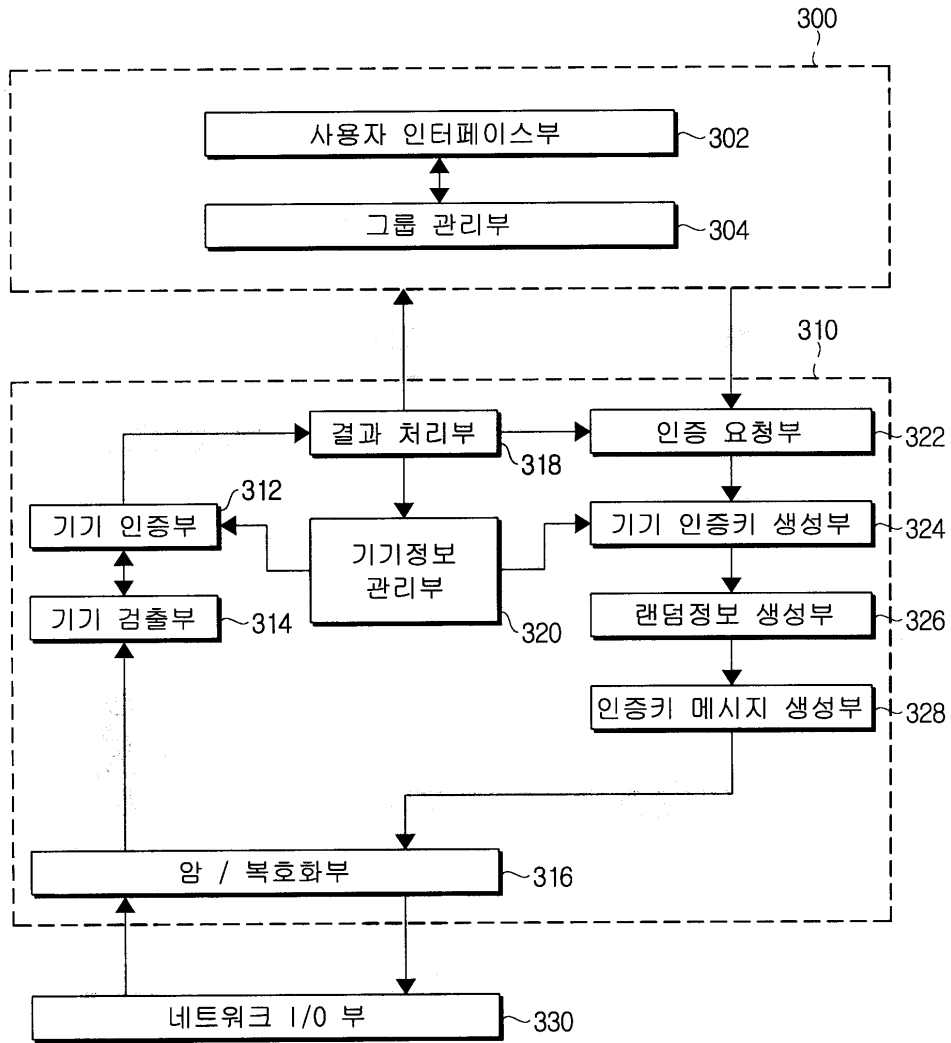 300
사용자 인터페이스부
302
그룹 관리부
304
310
결과 처리부
318
인증 요청부
322
312
기기 인증부
기기정보
관리부
320
기기 인증키 생성부
324
기기 검출부
314
랜덤정보 생성부
326
인증키 메시지 생성부
328
암 / 복호화부
316
네트워크 I/O 부
330